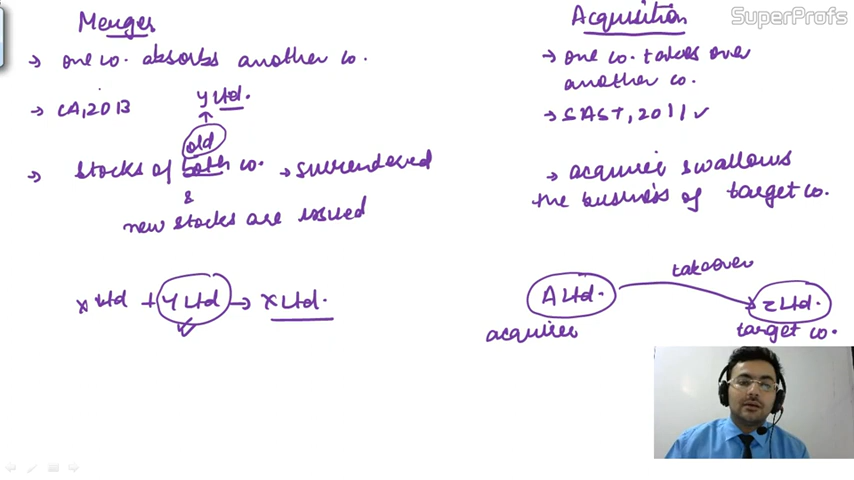 SuperProfs
Merger
→ one co. absorbs another co.
→ CA, 2013
Y Ltd.
old
→ stocks of both co. → surrendered
&
new stocks are issued
X Ltd + Y Ltd → X Ltd.
Acquisition
→ one co. takes over
another co.
→ SAST, 2011 ✓
→ acquirer swallows
the business of target co.
takeover
A Ltd.
Z Ltd.
acquirer
target co.